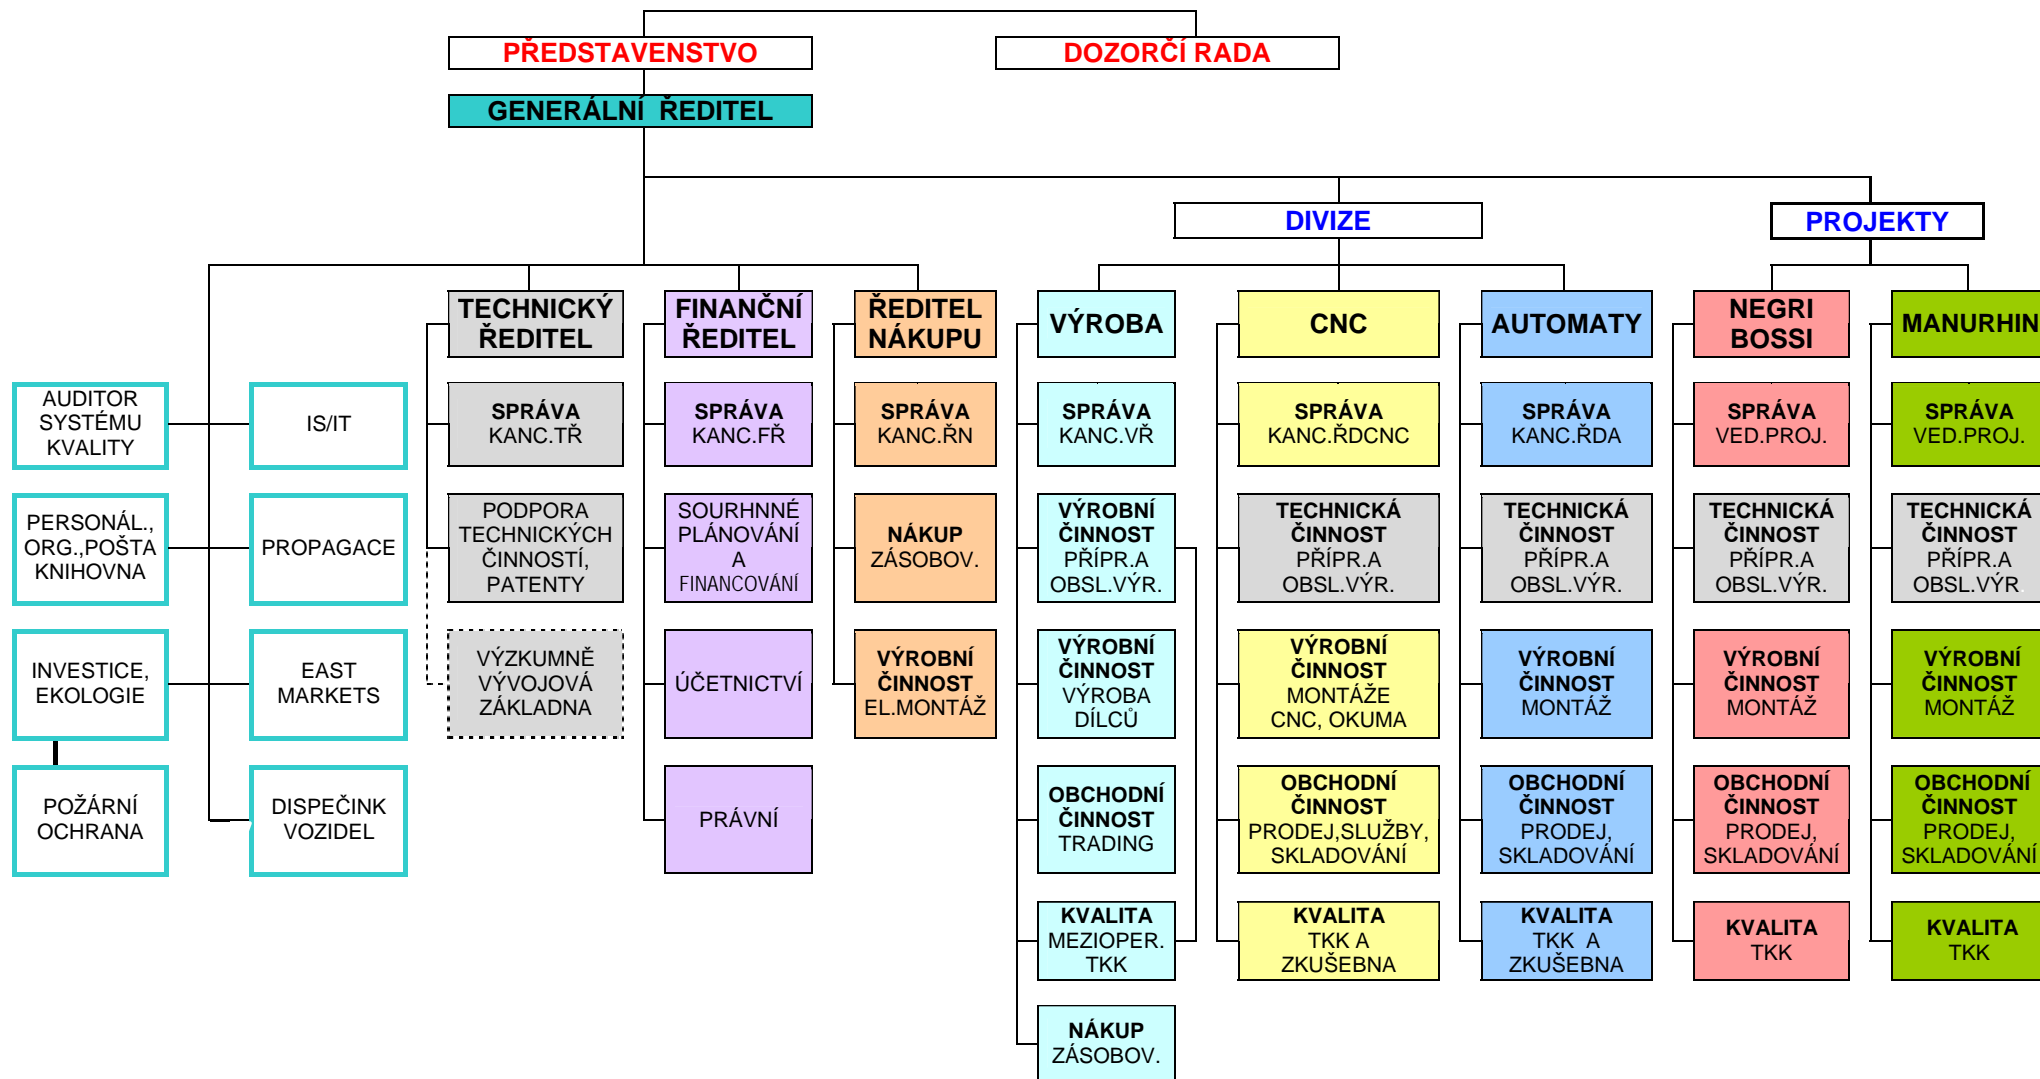 PŘEDSTAVENSTVO
DOZORČÍ RADA
GENERÁLNÍ ŘEDITEL
DIVIZE
PROJEKTY
TECHNICKÝ
ŘEDITEL
FINANČNÍ
ŘEDITEL
ŘEDITEL
NÁKUPU
VÝROBA
CNC
AUTOMATY
NEGRI
BOSSI
MANURHIN
AUDITOR
SYSTÉMU
KVALITY
IS/IT
SPRÁVA
KANC.TŘ
SPRÁVA
KANC.FŘ
SPRÁVA
KANC.ŘN
SPRÁVA
KANC.VŘ
SPRÁVA
KANC.ŘDCNC
SPRÁVA
KANC.ŘDA
SPRÁVA
VED.PROJ.
SPRÁVA
VED.PROJ.
PERSONÁL.,
ORG.,POŠTA
KNIHOVNA
PROPAGACE
PODPORA
TECHNICKÝCH
ČINNOSTÍ,
PATENTY
SOURHNNÉ
PLÁNOVÁNÍ
A
FINANCOVÁNÍ
NÁKUP
ZÁSOBOV.
VÝROBNÍ
ČINNOST
PŘÍPR.A
OBSL.VÝR.
TECHNICKÁ
ČINNOST
PŘÍPR.A
OBSL.VÝR.
TECHNICKÁ
ČINNOST
PŘÍPR.A
OBSL.VÝR.
TECHNICKÁ
ČINNOST
PŘÍPR.A
OBSL.VÝR.
TECHNICKÁ
ČINNOST
PŘÍPR.A
OBSL.VÝR.
INVESTICE,
EKOLOGIE
EAST
MARKETS
VÝZKUMNĚ
VÝVOJOVÁ
ZÁKLADNA
ÚČETNICTVÍ
VÝROBNÍ
ČINNOST
EL.MONTÁŽ
VÝROBNÍ
ČINNOST
VÝROBA
DÍLCŮ
VÝROBNÍ
ČINNOST
MONTÁŽE
CNC, OKUMA
VÝROBNÍ
ČINNOST
MONTÁŽ
VÝROBNÍ
ČINNOST
MONTÁŽ
VÝROBNÍ
ČINNOST
MONTÁŽ
POŽÁRNÍ
OCHRANA
DISPEČINK
VOZIDEL
PRÁVNÍ
OBCHODNÍ
ČINNOST
TRADING
OBCHODNÍ
ČINNOST
PRODEJ,SLUŽBY,
SKLADOVÁNÍ
OBCHODNÍ
ČINNOST
PRODEJ,
SKLADOVÁNÍ
OBCHODNÍ
ČINNOST
PRODEJ,
SKLADOVÁNÍ
OBCHODNÍ
ČINNOST
PRODEJ,
SKLADOVÁNÍ
KVALITA
MEZIOPER.
TKK
KVALITA
TKK A
ZKUŠEBNA
KVALITA
TKK A
ZKUŠEBNA
KVALITA
TKK
KVALITA
TKK
NÁKUP
ZÁSOBOV.